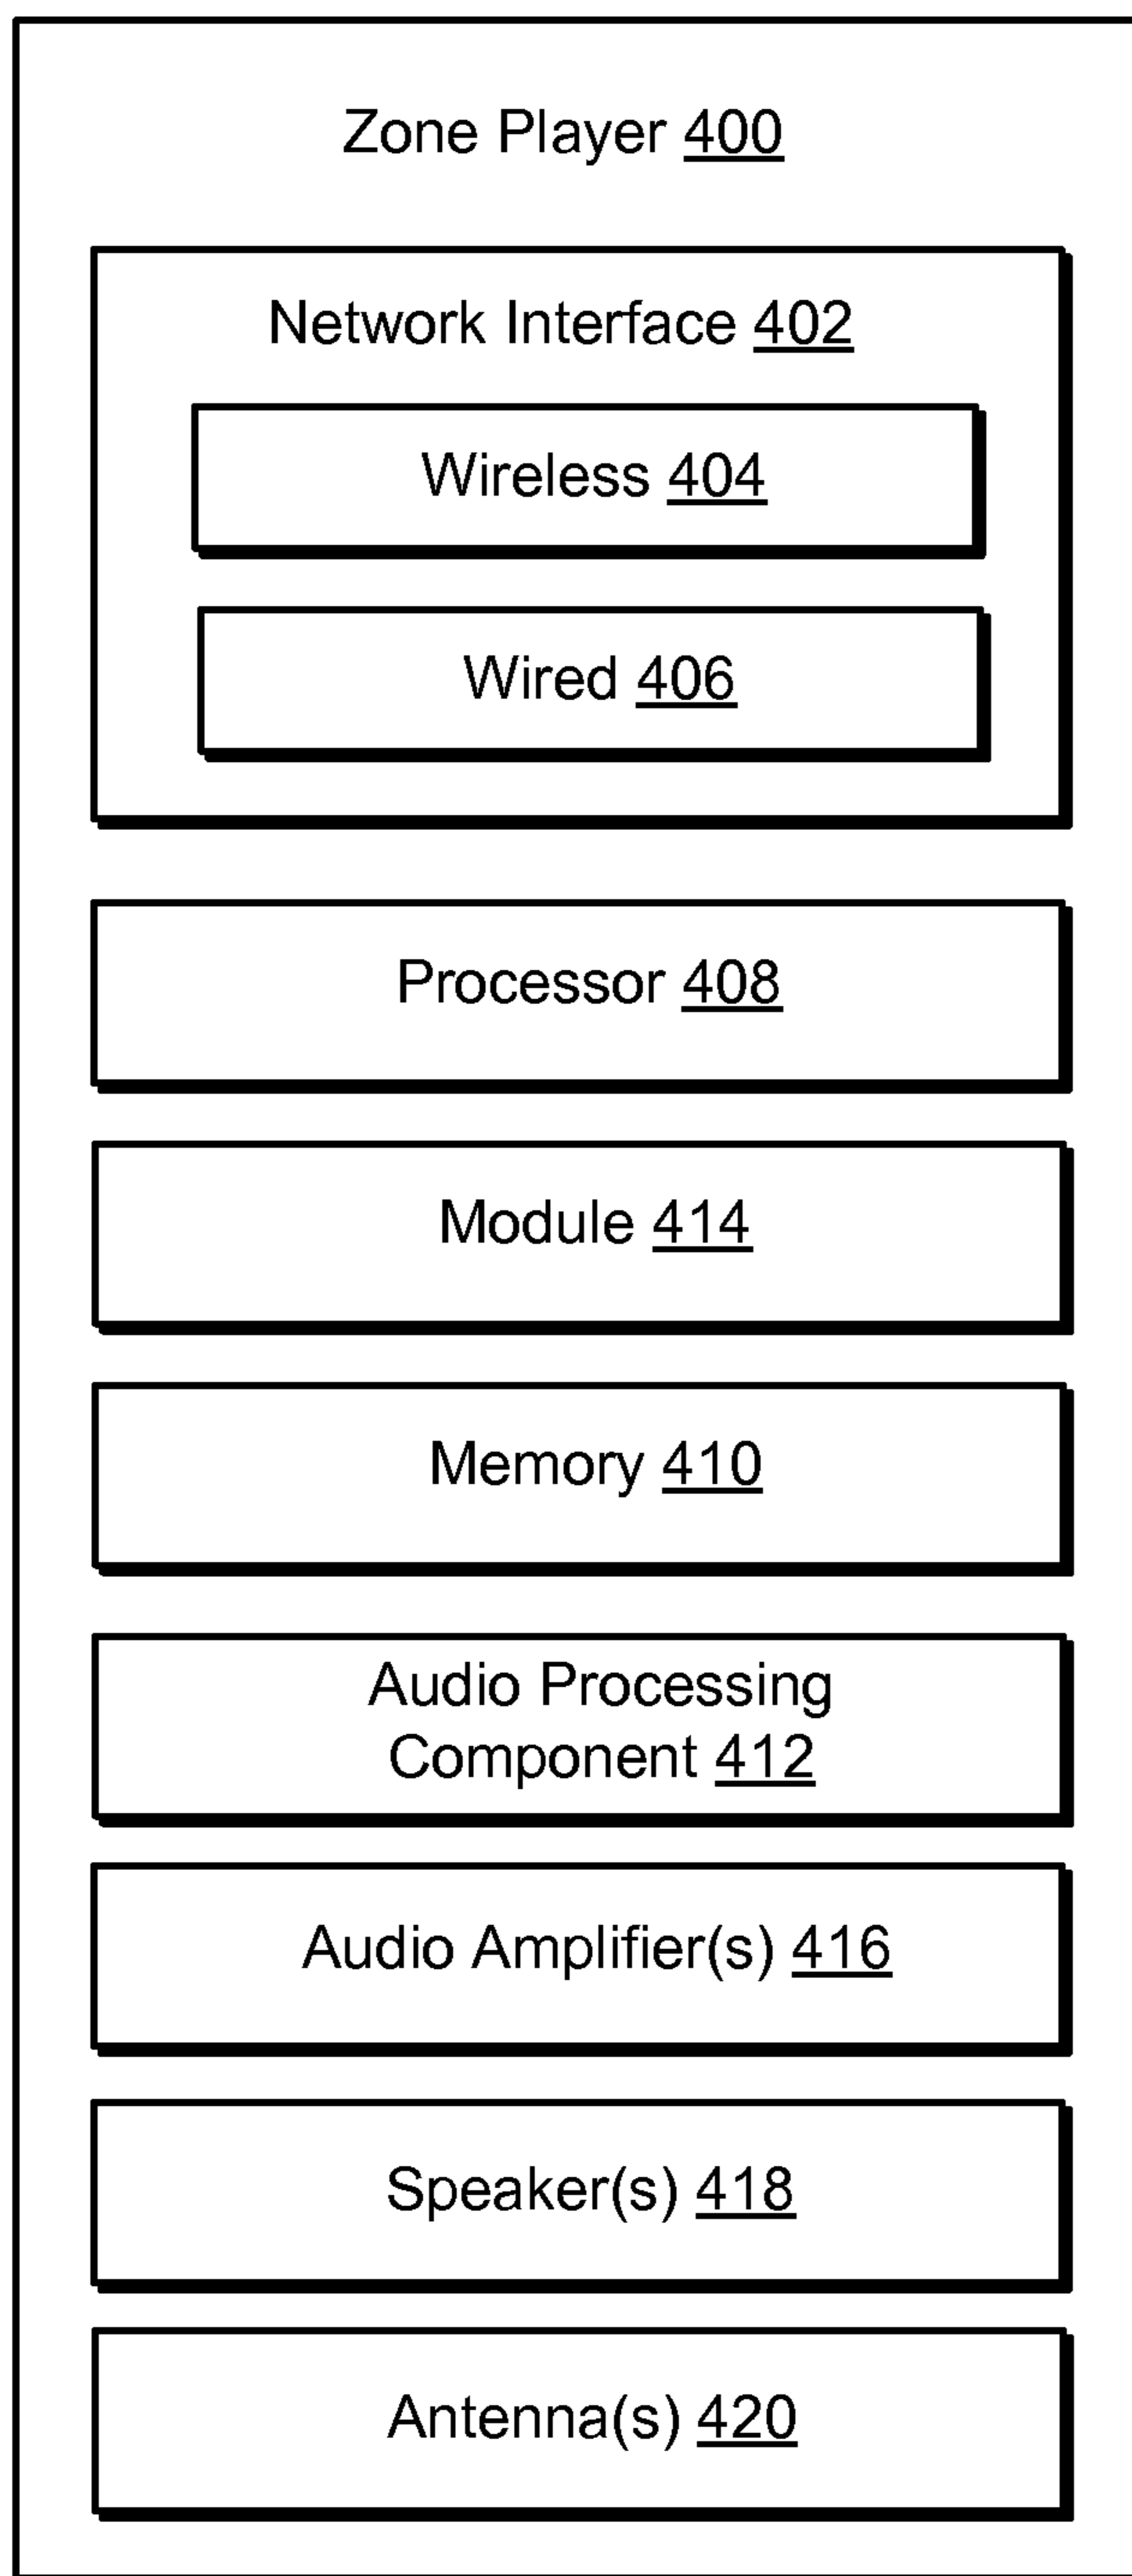 Zone Player 400
Network Interface 402
Wireless 404
Wired 406
Processor 408
Module 414
Memory 410
Audio Processing
Component 412
Audio Amplifier(s) 416
Speaker(s) 418
Antenna(s) 420